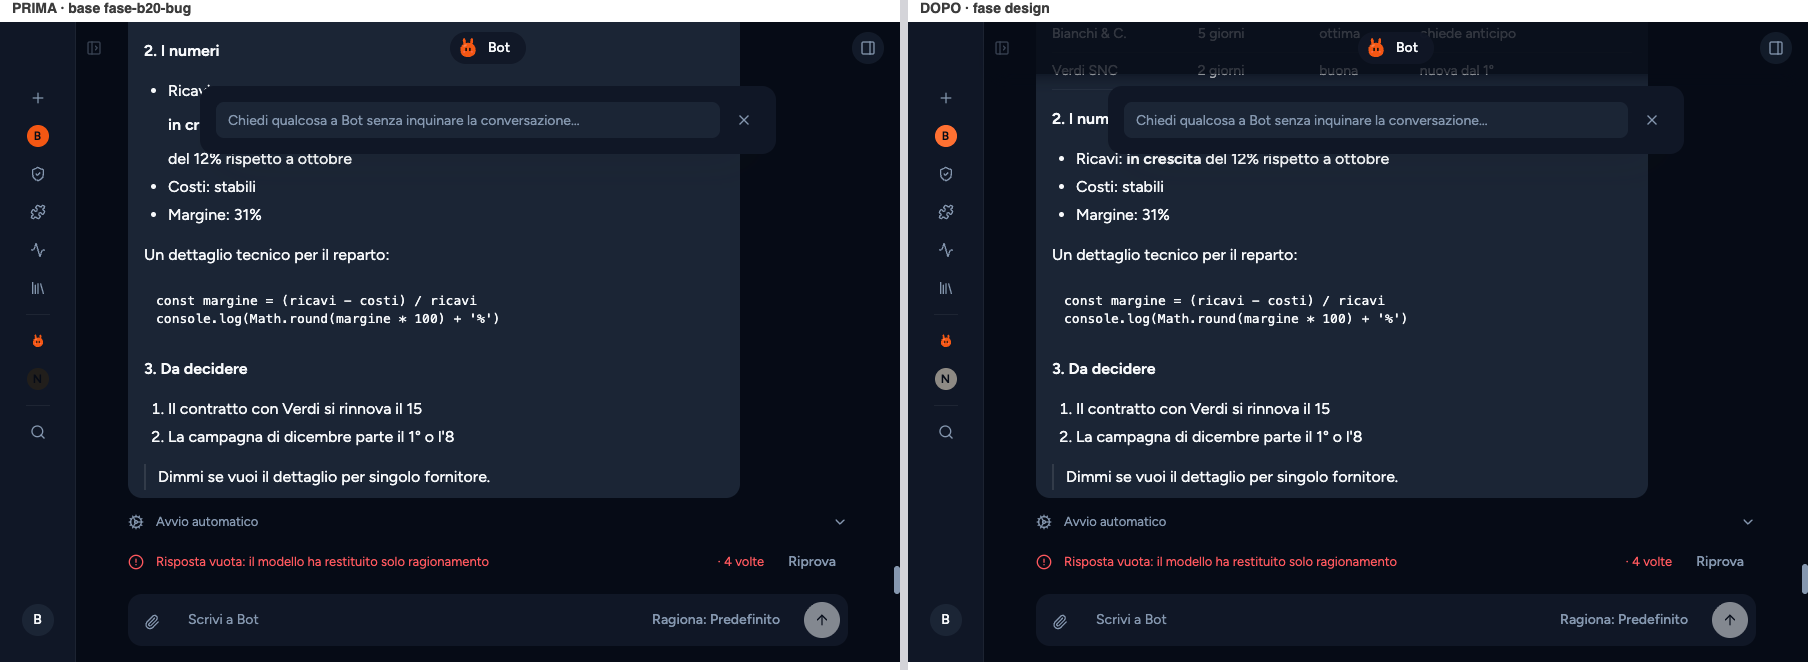 PRIMA · base fase-b20-bug
Bot
2. I numeri
• Ricav
in cr
Chiedi qualcosa a Bot senza inquinare la conversazione...
del 12% rispetto a ottobre
• Costi: stabili
• Margine: 31%
Un dettaglio tecnico per il reparto:
const margine = (ricavi - costi) / ricavi
console.log(Math.round(margine * 100) + '%')
3. Da decidere
1. Il contratto con Verdi si rinnova il 15
2. La campagna di dicembre parte il 1° o l'8
Dimmi se vuoi il dettaglio per singolo fornitore.
Avvio automatico
Risposta vuota: il modello ha restituito solo ragionamento · 4 volte Riprova
Scrivi a Bot Ragiona: Predefinito
B
N
B
DOPO · fase design
Bianchi & C. 5 giorni ottima chiede anticipo
Bot
Verdi SNC 2 giorni buona nuova dal 1°
2. I num
Chiedi qualcosa a Bot senza inquinare la conversazione...
• Ricavi: in crescita del 12% rispetto a ottobre
• Costi: stabili
• Margine: 31%
Un dettaglio tecnico per il reparto:
const margine = (ricavi - costi) / ricavi
console.log(Math.round(margine * 100) + '%')
3. Da decidere
1. Il contratto con Verdi si rinnova il 15
2. La campagna di dicembre parte il 1° o l'8
Dimmi se vuoi il dettaglio per singolo fornitore.
Avvio automatico
Risposta vuota: il modello ha restituito solo ragionamento · 4 volte Riprova
Scrivi a Bot Ragiona: Predefinito
B
N
B